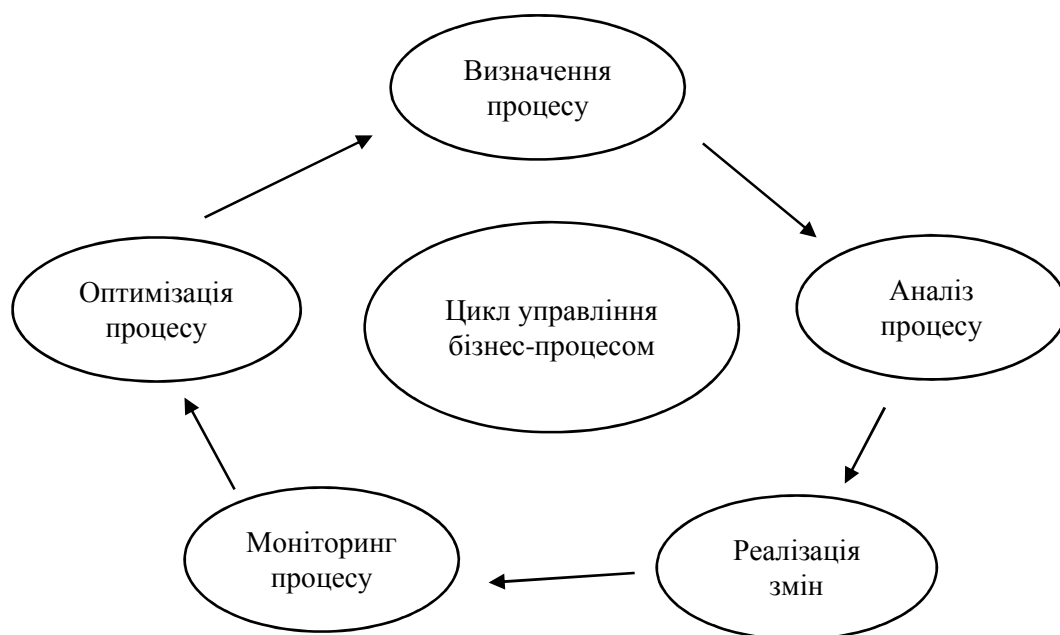 Визначення
процесу
Оптимізація
процесу
Цикл управління
бізнес-процесом
Аналіз
процесу
Моніторинг
процесу
Реалізація
змін